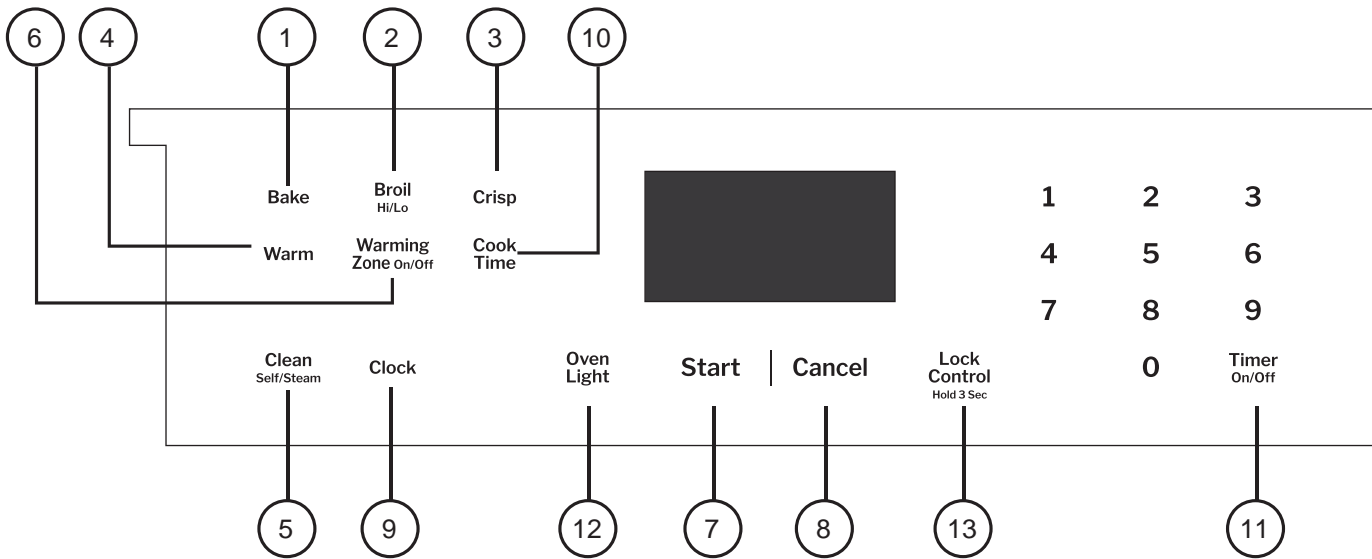 6 4 1 2 3 10
Bake
Broil
Hi/Lo
Crisp
1 2 3
Warm
Warming
Zone On/Off
Cook
Time
4 5 6
7 8 9
Clean
Self/Steam
Clock
Oven
Light
Start
Cancel
Lock
Control
Hold 3 Sec
0
Timer
On/Off
5 9 12 7 8 13 11